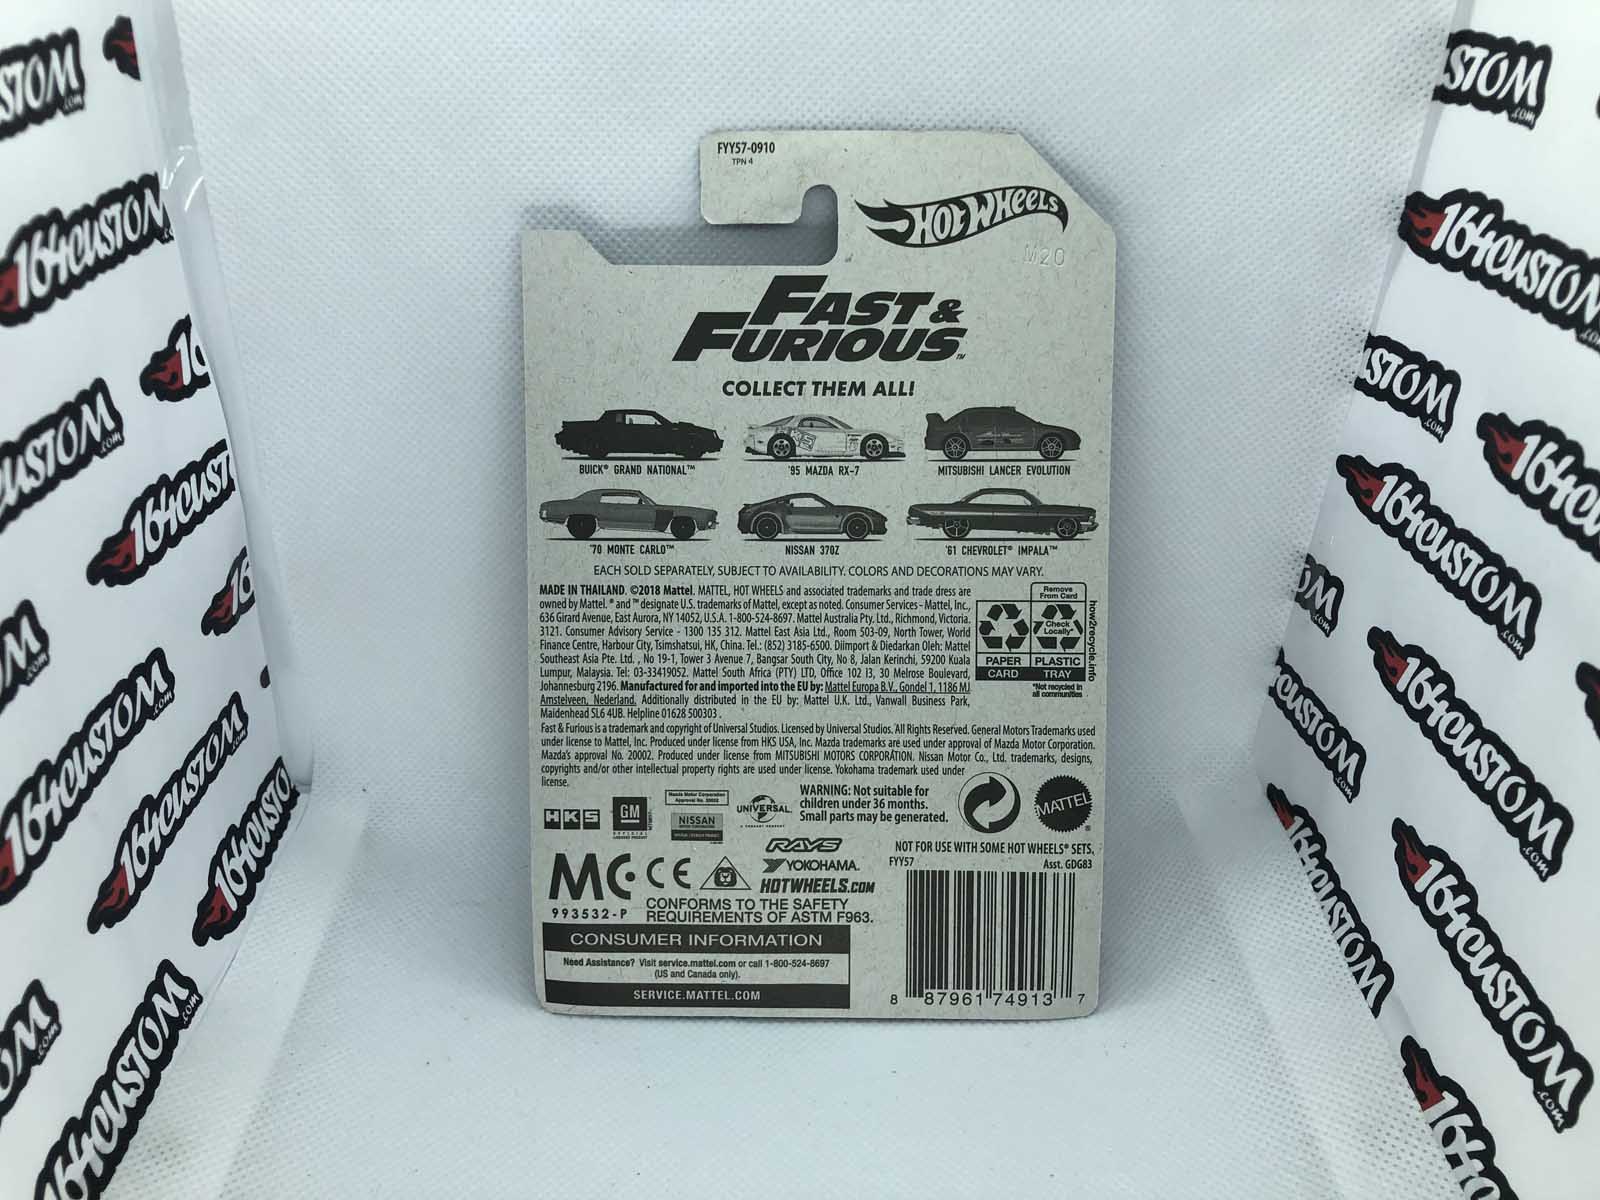 FYY57-0910
TPN 4
HOT WHEELS
M20
FAST &
FURIOUS™
COLLECT THEM ALL!
BUICK® GRAND NATIONAL™
'95 MAZDA RX-7
MITSUBISHI LANCER EVOLUTION
'70 MONTE CARLO™
NISSAN 370Z
'61 CHEVROLET® IMPALA™
EACH SOLD SEPARATELY, SUBJECT TO AVAILABILITY. COLORS AND DECORATIONS MAY VARY.
MADE IN THAILAND. ©2018 Mattel. MATTEL, HOT WHEELS and associated trademarks and trade dress are
owned by Mattel. ® and ™ designate U.S. trademarks of Mattel, except as noted. Consumer Services - Mattel, Inc.,
636 Girard Avenue, East Aurora, NY 14052, U.S.A. 1-800-524-8697. Mattel Australia Pty. Ltd., Richmond, Victoria.
3121. Consumer Advisory Service - 1300 135 312. Mattel East Asia Ltd., Room 503-09, North Tower, World
Finance Centre, Harbour City, Tsimshatsui, HK, China. Tel.: (852) 3185-6500. Diimport & Diedarkan Oleh: Mattel
Southeast Asia Pte. Ltd. , No 19-1, Tower 3 Avenue 7, Bangsar South City, No 8, Jalan Kerinchi, 59200 Kuala
Lumpur, Malaysia. Tel: 03-33419052. Mattel South Africa (PTY) LTD, Office 102 I3, 30 Melrose Boulevard,
Johannesburg 2196. Manufactured for and imported into the EU by: Mattel Europa B.V., Gondel 1, 1186 MJ
Amstelveen, Nederland. Additionally distributed in the EU by: Mattel U.K. Ltd., Vanwall Business Park,
Maidenhead SL6 4UB. Helpline 01628 500303 .
Remove
From Card
Check
Locally*
PAPER
PLASTIC
CARD
TRAY
*Not recycled in
all communities
how2recycle.info
Fast & Furious is a trademark and copyright of Universal Studios. Licensed by Universal Studios. All Rights Reserved. General Motors Trademarks used
under license to Mattel, Inc. Produced under license from HKS USA, Inc. Mazda trademarks are used under approval of Mazda Motor Corporation.
Mazda's approval No. 20002. Produced under license from MITSUBISHI MOTORS CORPORATION. Nissan Motor Co., Ltd. trademarks, designs,
copyrights and/or other intellectual property rights are used under license. Yokohama trademark used under
license.
HKS
GM
OFFICIAL
LICENSED PRODUCT
Mazda Motor Corporation
Approval No. 20002
NISSAN
UNIVERSAL
WARNING: Not suitable for
children under 36 months.
Small parts may be generated.
MATTEL
®
RAYS
YOKOHAMA.
HOTWHEELS.COM
MC CE
993532-P
CONFORMS TO THE SAFETY
REQUIREMENTS OF ASTM F963.
NOT FOR USE WITH SOME HOT WHEELS® SETS.
FYY57
Asst. GDG83
CONSUMER INFORMATION
Need Assistance? Visit service.mattel.com or call 1-800-524-8697
(US and Canada only).
SERVICE.MATTEL.COM
8 87961 74913 7
164CUSTOM
.com